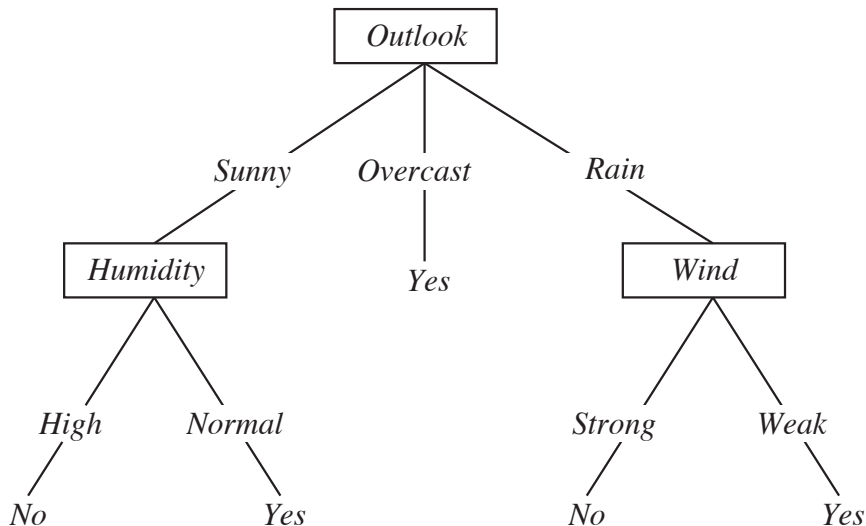 Outlook
Sunny Overcast Rain
Humidity Yes Wind
High Normal Strong Weak
No Yes No Yes